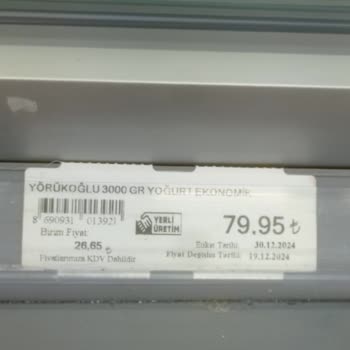 YÖRÜKOĞLU 3000 GR YOĞURT EKONOMİK
8 690931 013921
YERLİ ÜRETİM
79.95 ₺
Birim Fiyat:
26,65
Etiket Tarihi: 30.12.2024
Fiyat Değişim Tarihi: 19.12.2024
Fiyatlarımıza KDV Dahildir.